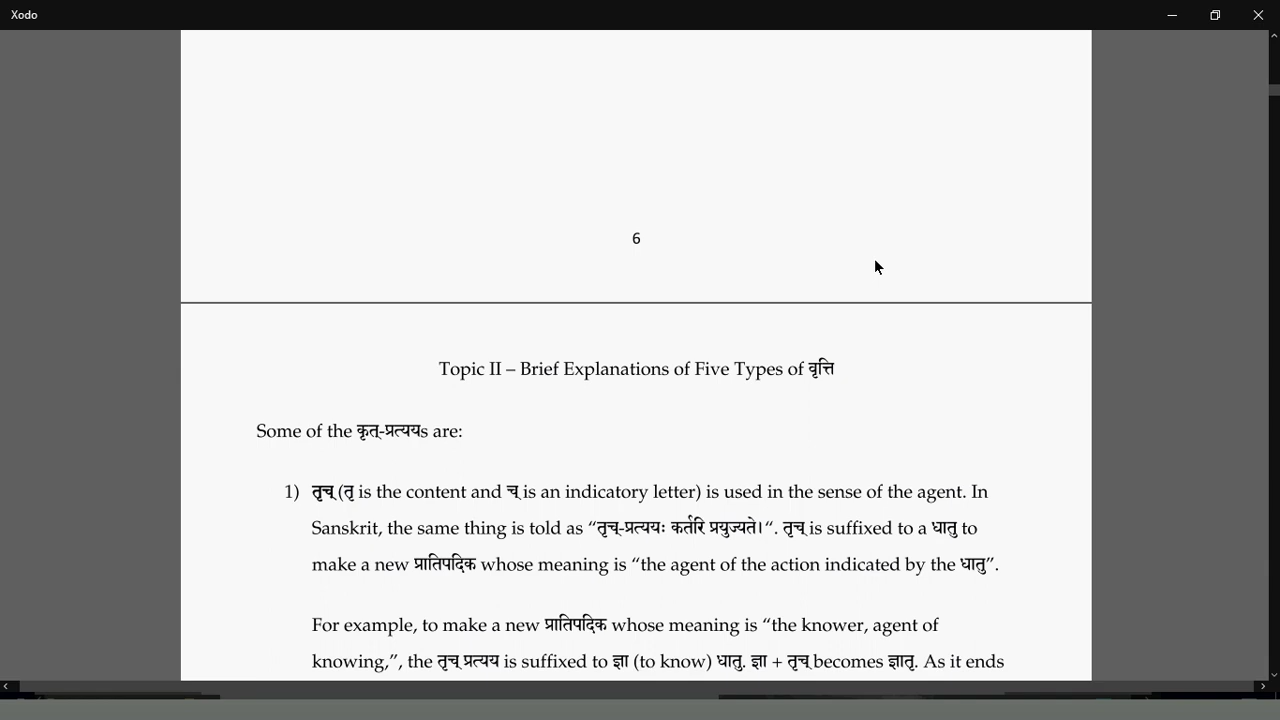 Xodo
6
Topic II – Brief Explanations of Five Types of वृत्ति
Some of the कृत्-प्रत्ययs are:
1) तृच् (तृ is the content and च् is an indicatory letter) is used in the sense of the agent. In
Sanskrit, the same thing is told as “तृच्-प्रत्ययः कर्तरि प्रयुज्यते।“. तृच् is suffixed to a धातु to
make a new प्रातिपदिक whose meaning is “the agent of the action indicated by the धातु”.
For example, to make a new प्रातिपदिक whose meaning is “the knower, agent of
knowing,”, the तृच् प्रत्यय is suffixed to ज्ञा (to know) धातु. ज्ञा + तृच् becomes ज्ञातृ. As it ends